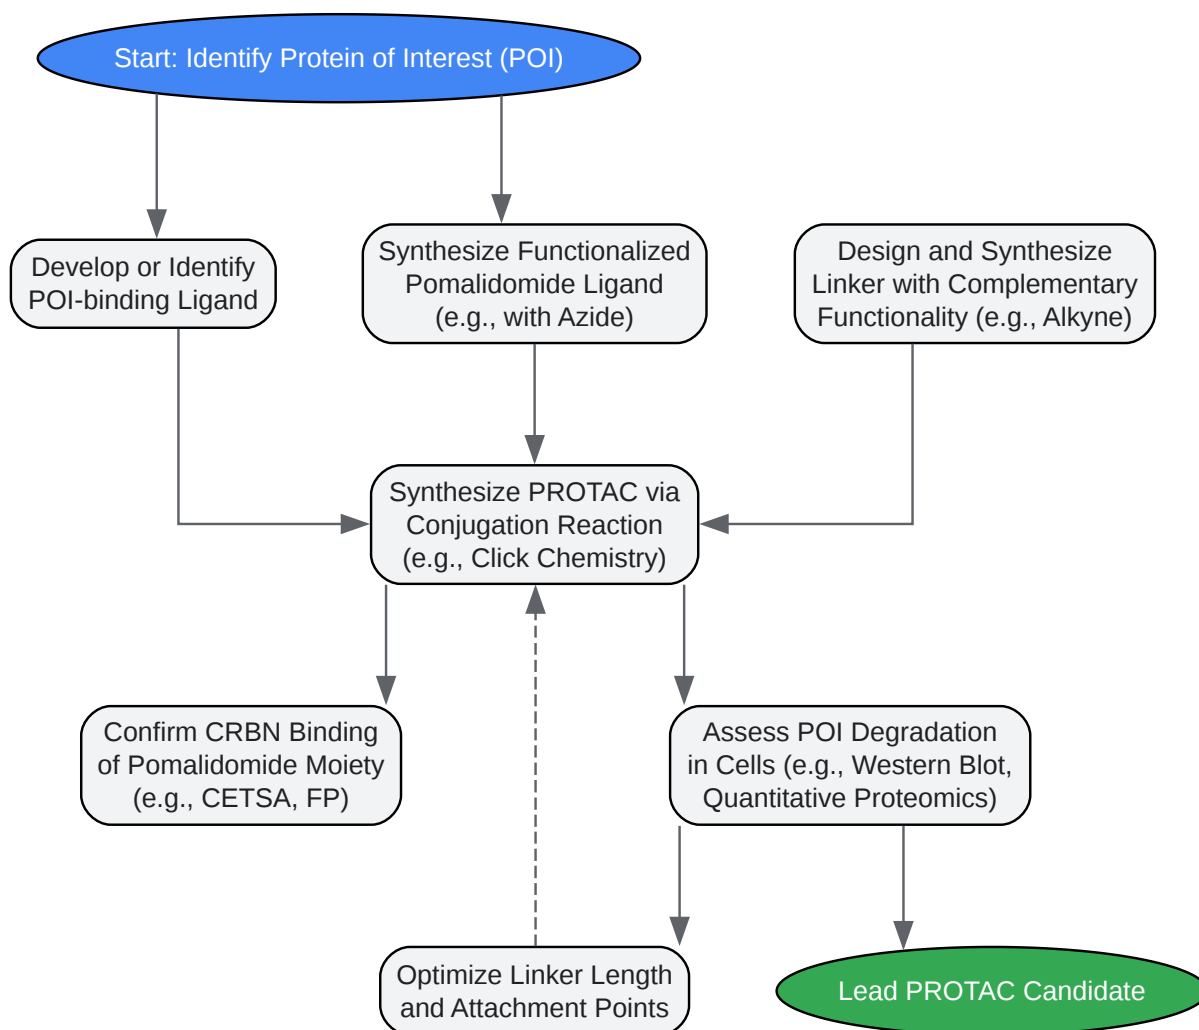 Start: Identify Protein of Interest (POI)
Develop or Identify
POI-binding Ligand
Synthesize Functionalized
Pomalidomide Ligand
(e.g., with Azide)
Design and Synthesize
Linker with Complementary
Functionality (e.g., Alkyne)
Synthesize PROTAC via
Conjugation Reaction
(e.g., Click Chemistry)
Confirm CRBN Binding
of Pomalidomide Moiety
(e.g., CETSA, FP)
Assess POI Degradation
in Cells (e.g., Western Blot,
Quantitative Proteomics)
Optimize Linker Length
and Attachment Points
Lead PROTAC Candidate